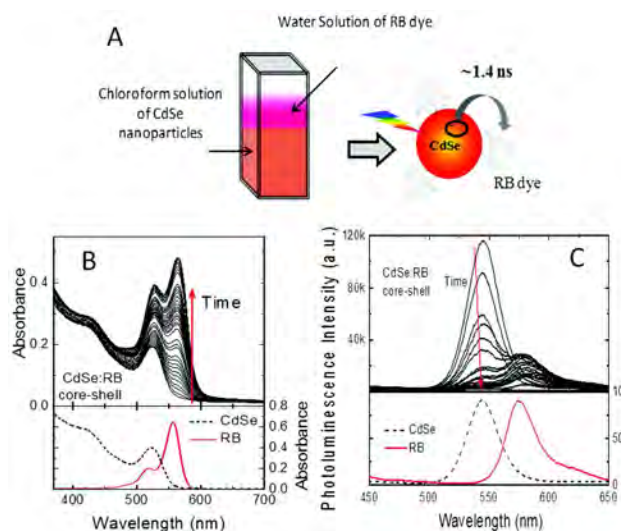 A
Water Solution of RB dye
Chloroform solution
of CdSe
nanoparticles
~1.4 ns
CdSe
RB dye
B
Absorbance
0.4
0.2
0.0
Time
CdSe:RB
core-shell
CdSe
RB
0.8
0.6
0.4
0.2
0.0
Absorbance
400 500 600 700
Wavelength (nm)
C
Photoluminescence Intensity (a.u.)
120k
80k
40k
CdSe:RB
core-shell
Time
CdSe
RB
10
50
0
450 500 550 600 650
Wavelength (nm)